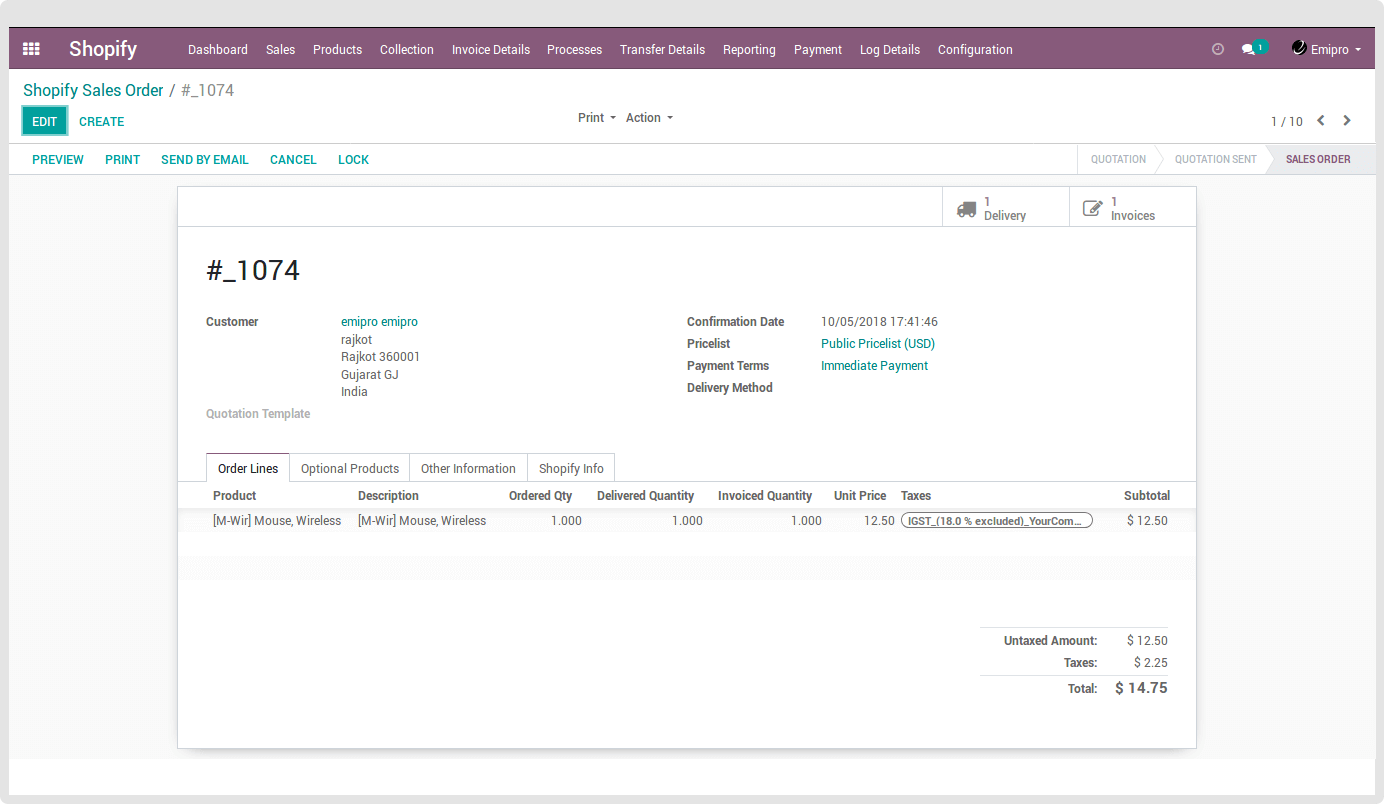 Shopify Dashboard Sales Products Collection Invoice Details Processes Transfer Details Reporting Payment Log Details Configuration 1 Emipro
Shopify Sales Order / #_1074
EDIT CREATE Print Action 1 / 10
PREVIEW PRINT SEND BY EMAIL CANCEL LOCK QUOTATION QUOTATION SENT SALES ORDER
1 1
Delivery Invoices
#_1074
Customer emipro emipro Confirmation Date 10/05/2018 17:41:46
rajkot Pricelist Public Pricelist (USD)
Rajkot 360001 Payment Terms Immediate Payment
Gujarat GJ Delivery Method
India
Quotation Template
Order Lines Optional Products Other Information Shopify Info
Product Description Ordered Qty Delivered Quantity Invoiced Quantity Unit Price Taxes Subtotal
[M-Wir] Mouse, Wireless [M-Wir] Mouse, Wireless 1.000 1.000 1.000 12.50 IGST_(18.0 % excluded)_YourCom... $ 12.50
Untaxed Amount: $ 12.50
Taxes: $ 2.25
Total: $ 14.75